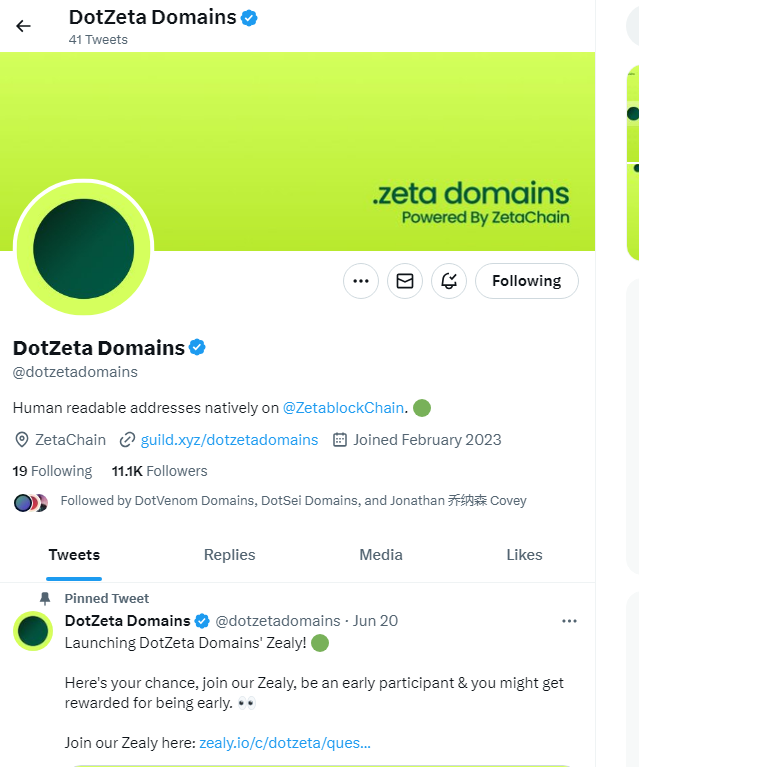 DotZeta Domains
41 Tweets
.zeta domains
Powered By ZetaChain
Following
DotZeta Domains
@dotzetadomains
Human readable addresses natively on @ZetablockChain. 🟢
ZetaChain guild.xyz/dotzetadomains Joined February 2023
19 Following 11.1K Followers
Followed by DotVenom Domains, DotSei Domains, and Jonathan 乔纳森 Covey
Tweets Replies Media Likes
Pinned Tweet
DotZeta Domains @dotzetadomains · Jun 20
Launching DotZeta Domains' Zealy! 🟢
Here's your chance, join our Zealy, be an early participant & you might get
rewarded for being early. 👀
Join our Zealy here: zealy.io/c/dotzeta/ques...